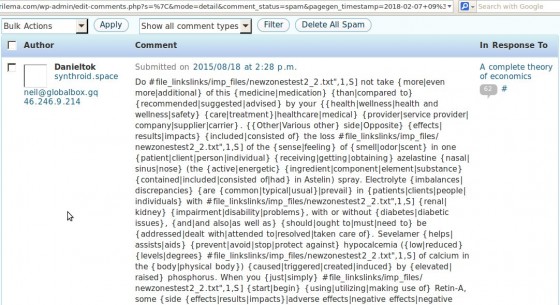 rilema.com/wp-admin/edit-comments.php?s=%7C&mode=detail&comment_status=spam&pagegen_timestamp=2018-02-07+09%3
Search with Google
Bulk Actions
Apply
Show all comment types
Filter
Delete All Spam
Author
Comment
In Response To
Danieltok
synthroid.space
neil@globalbox.gq
46.246.9.214
Submitted on 2015/08/18 at 2:28 p.m.
Do #file_linkslinks/imp_files/newzonestest2_2.txt",1,S] not take {more|even
more|additional} of this {medicine|medication} {than|compared to}
{recommended|suggested|advised} by your {{health|wellness|health and
wellness|safety} {care|treatment}|healthcare|medical} {provider|service provider|
company|supplier|carrier}. {{Other|Various other} side|Opposite} {effects|
results|impacts} {included|consisted of} the loss #file_linkslinks/imp_files/
newzonestest2_2.txt",1,S] of the {sense|feeling} of {smell|odor|scent} in one
{patient|client|person|individual} {receiving|getting|obtaining} azelastine {nasal|
sinus|nose} (the {active|energetic} {ingredient|component|element|substance}
{contained|included|consisted of|had} in Astelin) spray. Electrolyte {imbalances|
discrepancies} {are {common|typical|usual}|prevail} in {patients|clients|people|
individuals} with #file_linkslinks/imp_files/newzonestest2_2.txt",1,S] {renal|
kidney} {impairment|disability|problems}, with or without {diabetes|diabetic
issues}, {and|and also|as well as} {should|ought to|must|need to} be
{addressed|dealt with|attended to|resolved|taken care of}. Sevelamer {helps|
assists|aids} {prevent|avoid|stop|protect against} hypocalcemia ({low|reduced}
{levels|degrees} #file_linkslinks/imp_files/newzonestest2_2.txt",1,S] of calcium
in the {body|physical body}) {caused|triggered|created|induced} by {elevated|
raised} phosphorus. When you {just|simply} #file_linkslinks/imp_files/
newzonestest2_2.txt",1,S] {start|begin} {using|utilizing|making use of} Retin-A,
some {side {effects|results|impacts}|adverse effects|negative effects|negative
A complete theory
of economics
62
#